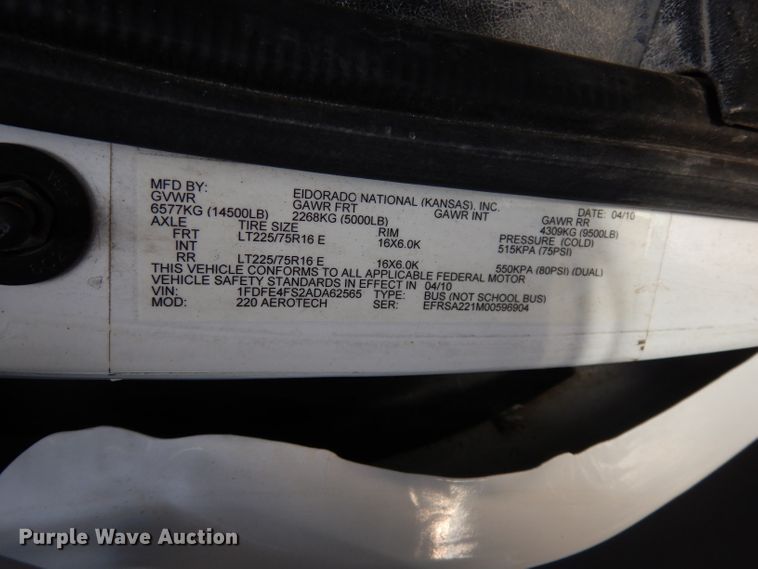 MFD BY: EIDORADO NATIONAL (KANSAS), INC. DATE: 04/10
GVWR GAWR FRT GAWR INT GAWR RR
6577KG (14500LB) 2268KG (5000LB) 4309KG (9500LB)
AXLE TIRE SIZE RIM PRESSURE (COLD)
FRT LT225/75R16 E 16X6.0K 515KPA (75PSI)
INT
RR LT225/75R16 E 16X6.0K 550KPA (80PSI) (DUAL)
THIS VEHICLE CONFORMS TO ALL APPLICABLE FEDERAL MOTOR
VEHICLE SAFETY STANDARDS IN EFFECT 04/10
VIN: 1FDFE4FS2ADA62565 TYPE: BUS (NOT SCHOOL BUS)
MOD: 220 AEROTECH SER: EFRSA221M00596904
Purple Wave Auction